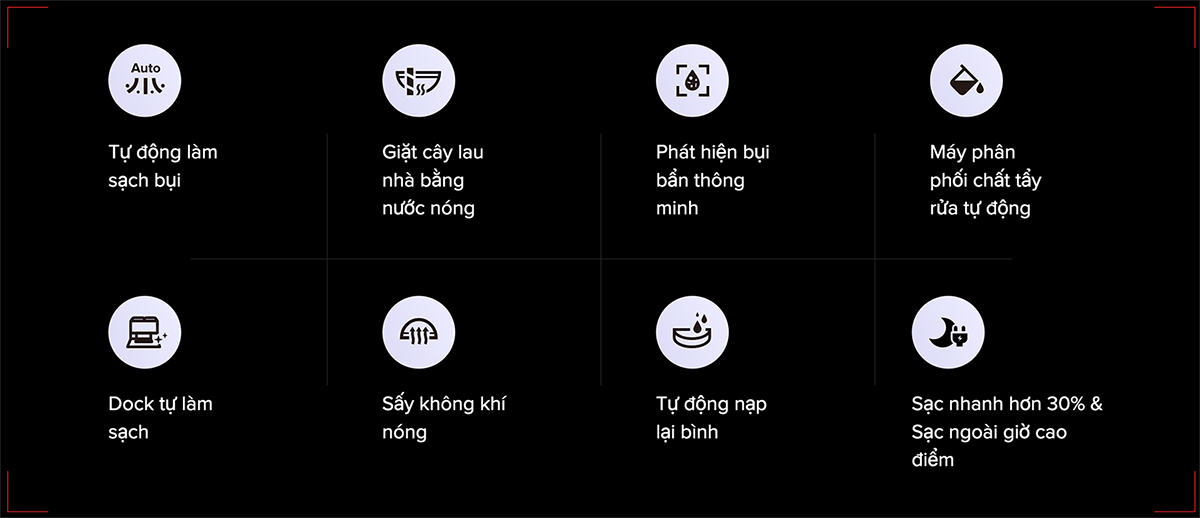 Auto
Tự động làm
sạch bụi
Giặt cây lau
nhà bằng
nước nóng
Phát hiện bụi
bẩn thông
minh
Máy phân
phối chất tẩy
rửa tự động
Dock tự làm
sạch
Sấy không khí
nóng
Tự động nạp
lại bình
Sạc nhanh hơn 30% &
Sạc ngoài giờ cao
điểm